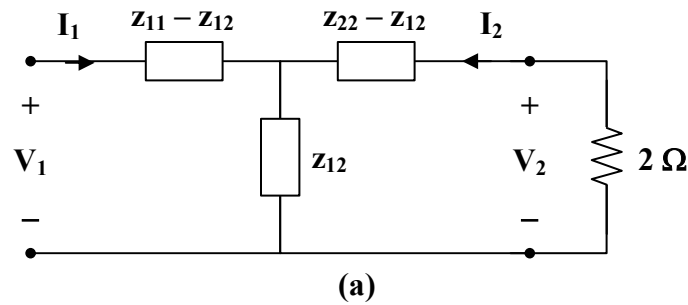 I₁ z₁₁ – z₁₂ z₂₂ – z₁₂ I₂
+ +
V₁ z₁₂ V₂ 2 Ω
– –
(a)